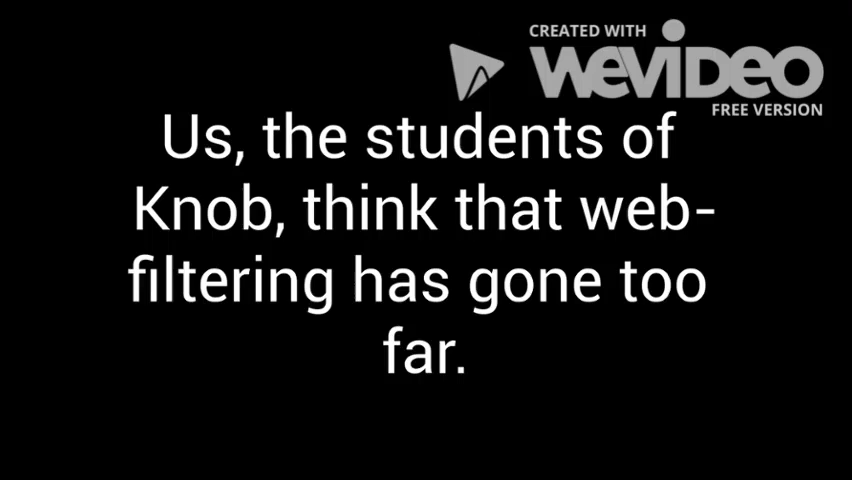 CREATED WITH
WeVideo
FREE VERSION
Us, the students of
Knob, think that web-
filtering has gone too
far.